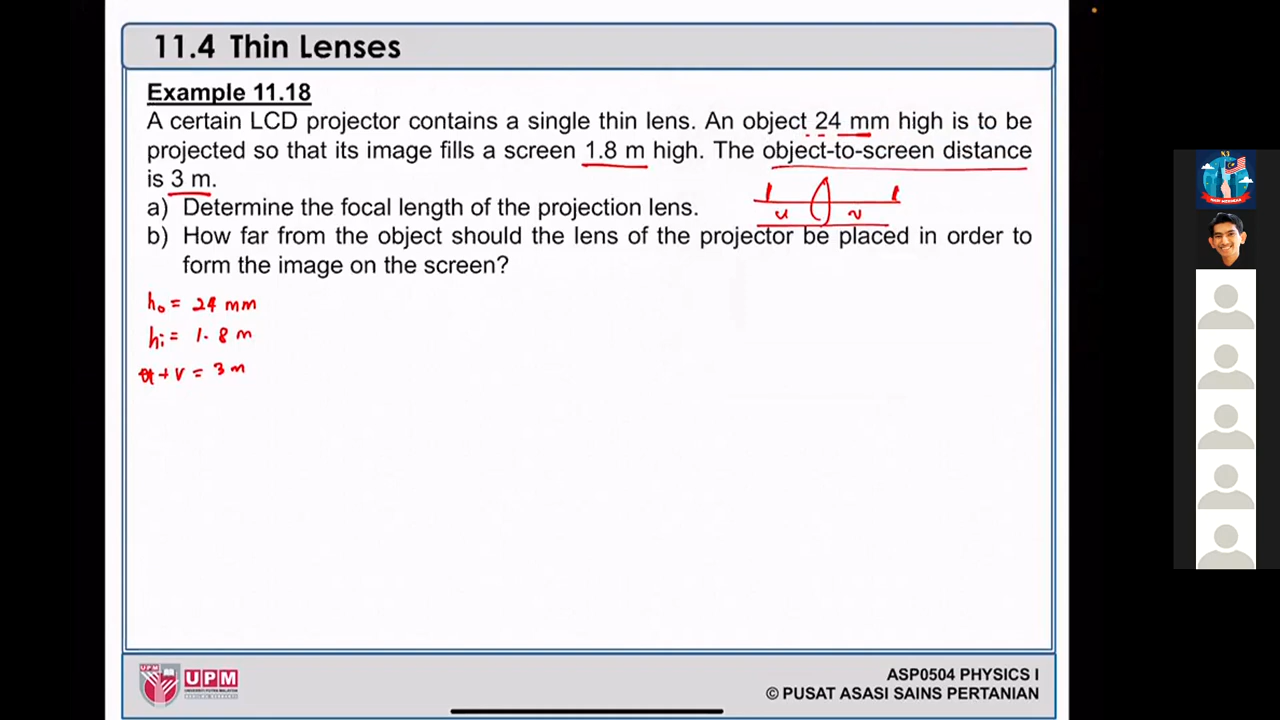 11.4 Thin Lenses
Example 11.18
A certain LCD projector contains a single thin lens. An object 24 mm high is to be
projected so that its image fills a screen 1.8 m high. The object-to-screen distance
is 3 m.
a) Determine the focal length of the projection lens.
u v
b) How far from the object should the lens of the projector be placed in order to
form the image on the screen?
ho = 24 mm
hi = 1.8 m
u + v = 3 m
UPM
UPM
ASP0504 PHYSICS I
© PUSAT ASASI SAINS PERTANIAN